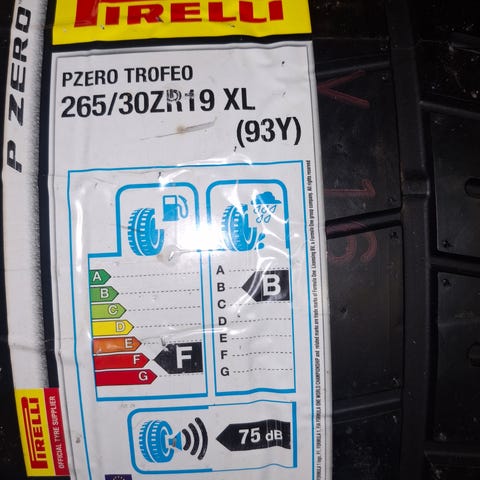 P ZERO
PIRELLI
PZERO TROFEO
265/30ZR19 XL
(93Y)
A
B
C
D
E
F
G
F
A
B
C
D
E
F
G
B
75 dB
PIRELLI
OFFICIAL TYRE SUPPLIER